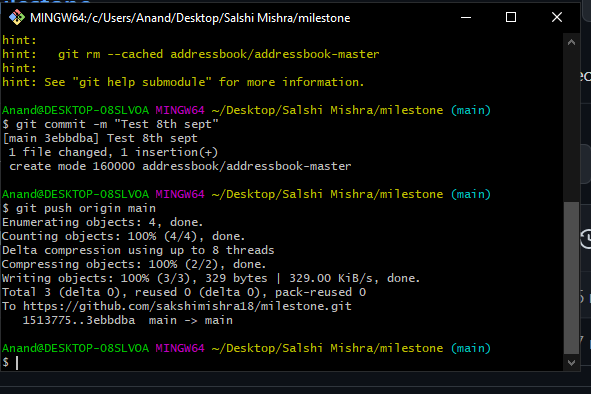 MINGW64:/c/Users/Anand/Desktop/Salshi Mishra/milestone
hint:
hint:   git rm --cached addressbook/addressbook-master
hint:
hint: See "git help submodule" for more information.
Anand@DESKTOP-O8SLVOA MINGW64 ~/Desktop/Salshi Mishra/milestone (main)
$ git commit -m "Test 8th sept"
[main 3ebbdba] Test 8th sept
 1 file changed, 1 insertion(+)
 create mode 160000 addressbook/addressbook-master
Anand@DESKTOP-O8SLVOA MINGW64 ~/Desktop/Salshi Mishra/milestone (main)
$ git push origin main
Enumerating objects: 4, done.
Counting objects: 100% (4/4), done.
Delta compression using up to 8 threads
Compressing objects: 100% (2/2), done.
Writing objects: 100% (3/3), 329 bytes | 329.00 KiB/s, done.
Total 3 (delta 0), reused 0 (delta 0), pack-reused 0
To https://github.com/sakshimishra18/milestone.git
   1513775..3ebbdba  main -> main
Anand@DESKTOP-O8SLVOA MINGW64 ~/Desktop/Salshi Mishra/milestone (main)
$